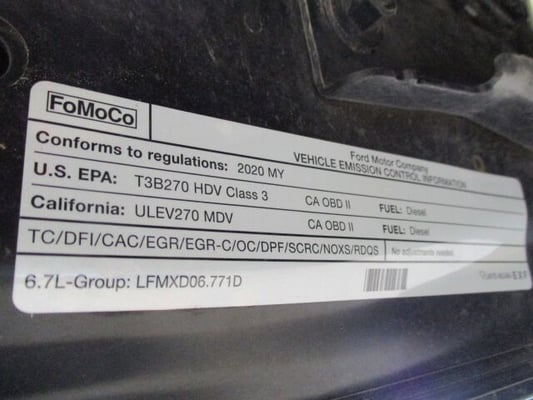 FoMoCo
Ford Motor Company
VEHICLE EMISSION CONTROL INFORMATION
Conforms to regulations: 2020 MY
U.S. EPA: T3B270 HDV Class 3 CA OBD II FUEL: Diesel
California: ULEV270 MDV CA OBD II FUEL: Diesel
TC/DFI/CAC/EGR/EGR-C/OC/DPF/SCRC/NOXS/RDQS No adjustments needed.
6.7L-Group: LFMXD06.771D